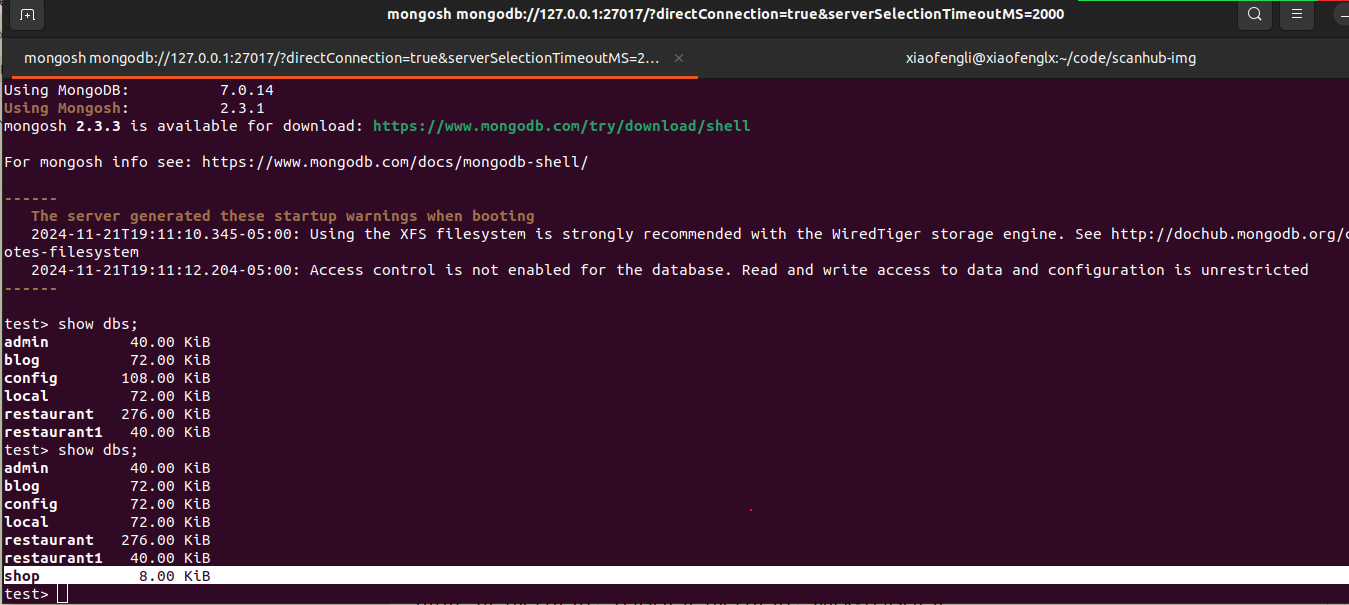 mongosh mongodb://127.0.0.1:27017/?directConnection=true&serverSelectionTimeoutMS=2000
mongosh mongodb://127.0.0.1:27017/?directConnection=true&serverSelectionTimeoutMS=2... ×
xiaofengli@xiaofenglx:~/code/scanhub-img
Using MongoDB: 7.0.14
Using Mongosh: 2.3.1
mongosh 2.3.3 is available for download: https://www.mongodb.com/try/download/shell
For mongosh info see: https://www.mongodb.com/docs/mongodb-shell/
------
The server generated these startup warnings when booting
2024-11-21T19:11:10.345-05:00: Using the XFS filesystem is strongly recommended with the WiredTiger storage engine. See http://dochub.mongodb.org/
otes-filesystem
2024-11-21T19:11:12.204-05:00: Access control is not enabled for the database. Read and write access to data and configuration is unrestricted
------
test> show dbs;
admin 40.00 KiB
blog 72.00 KiB
config 108.00 KiB
local 72.00 KiB
restaurant 276.00 KiB
restaurant1 40.00 KiB
test> show dbs;
admin 40.00 KiB
blog 72.00 KiB
config 72.00 KiB
local 72.00 KiB
restaurant 276.00 KiB
restaurant1 40.00 KiB
shop 8.00 KiB
test>